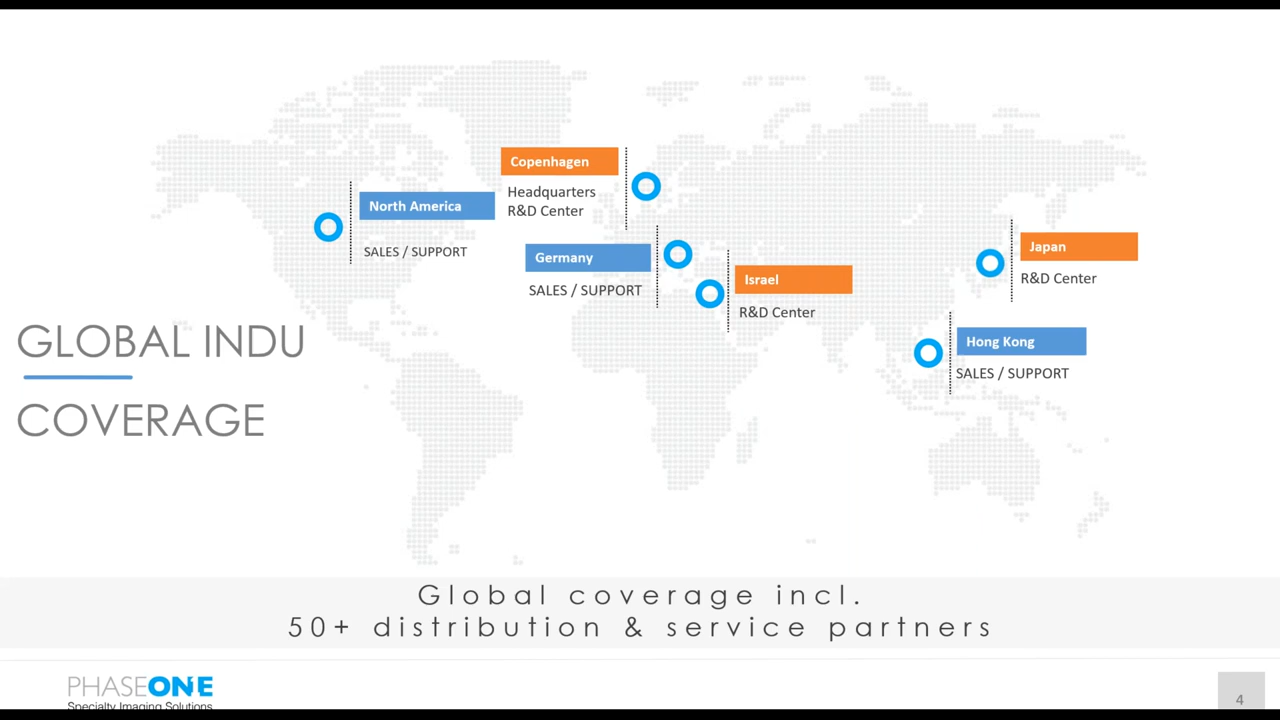 Copenhagen
Headquarters
R&D Center
North America
SALES / SUPPORT
Germany
SALES / SUPPORT
Israel
R&D Center
Japan
R&D Center
Hong Kong
SALES / SUPPORT
GLOBAL INDU
COVERAGE
Global coverage incl.
50+ distribution & service partners
PHASEONE
Specialty Imaging Solutions
4